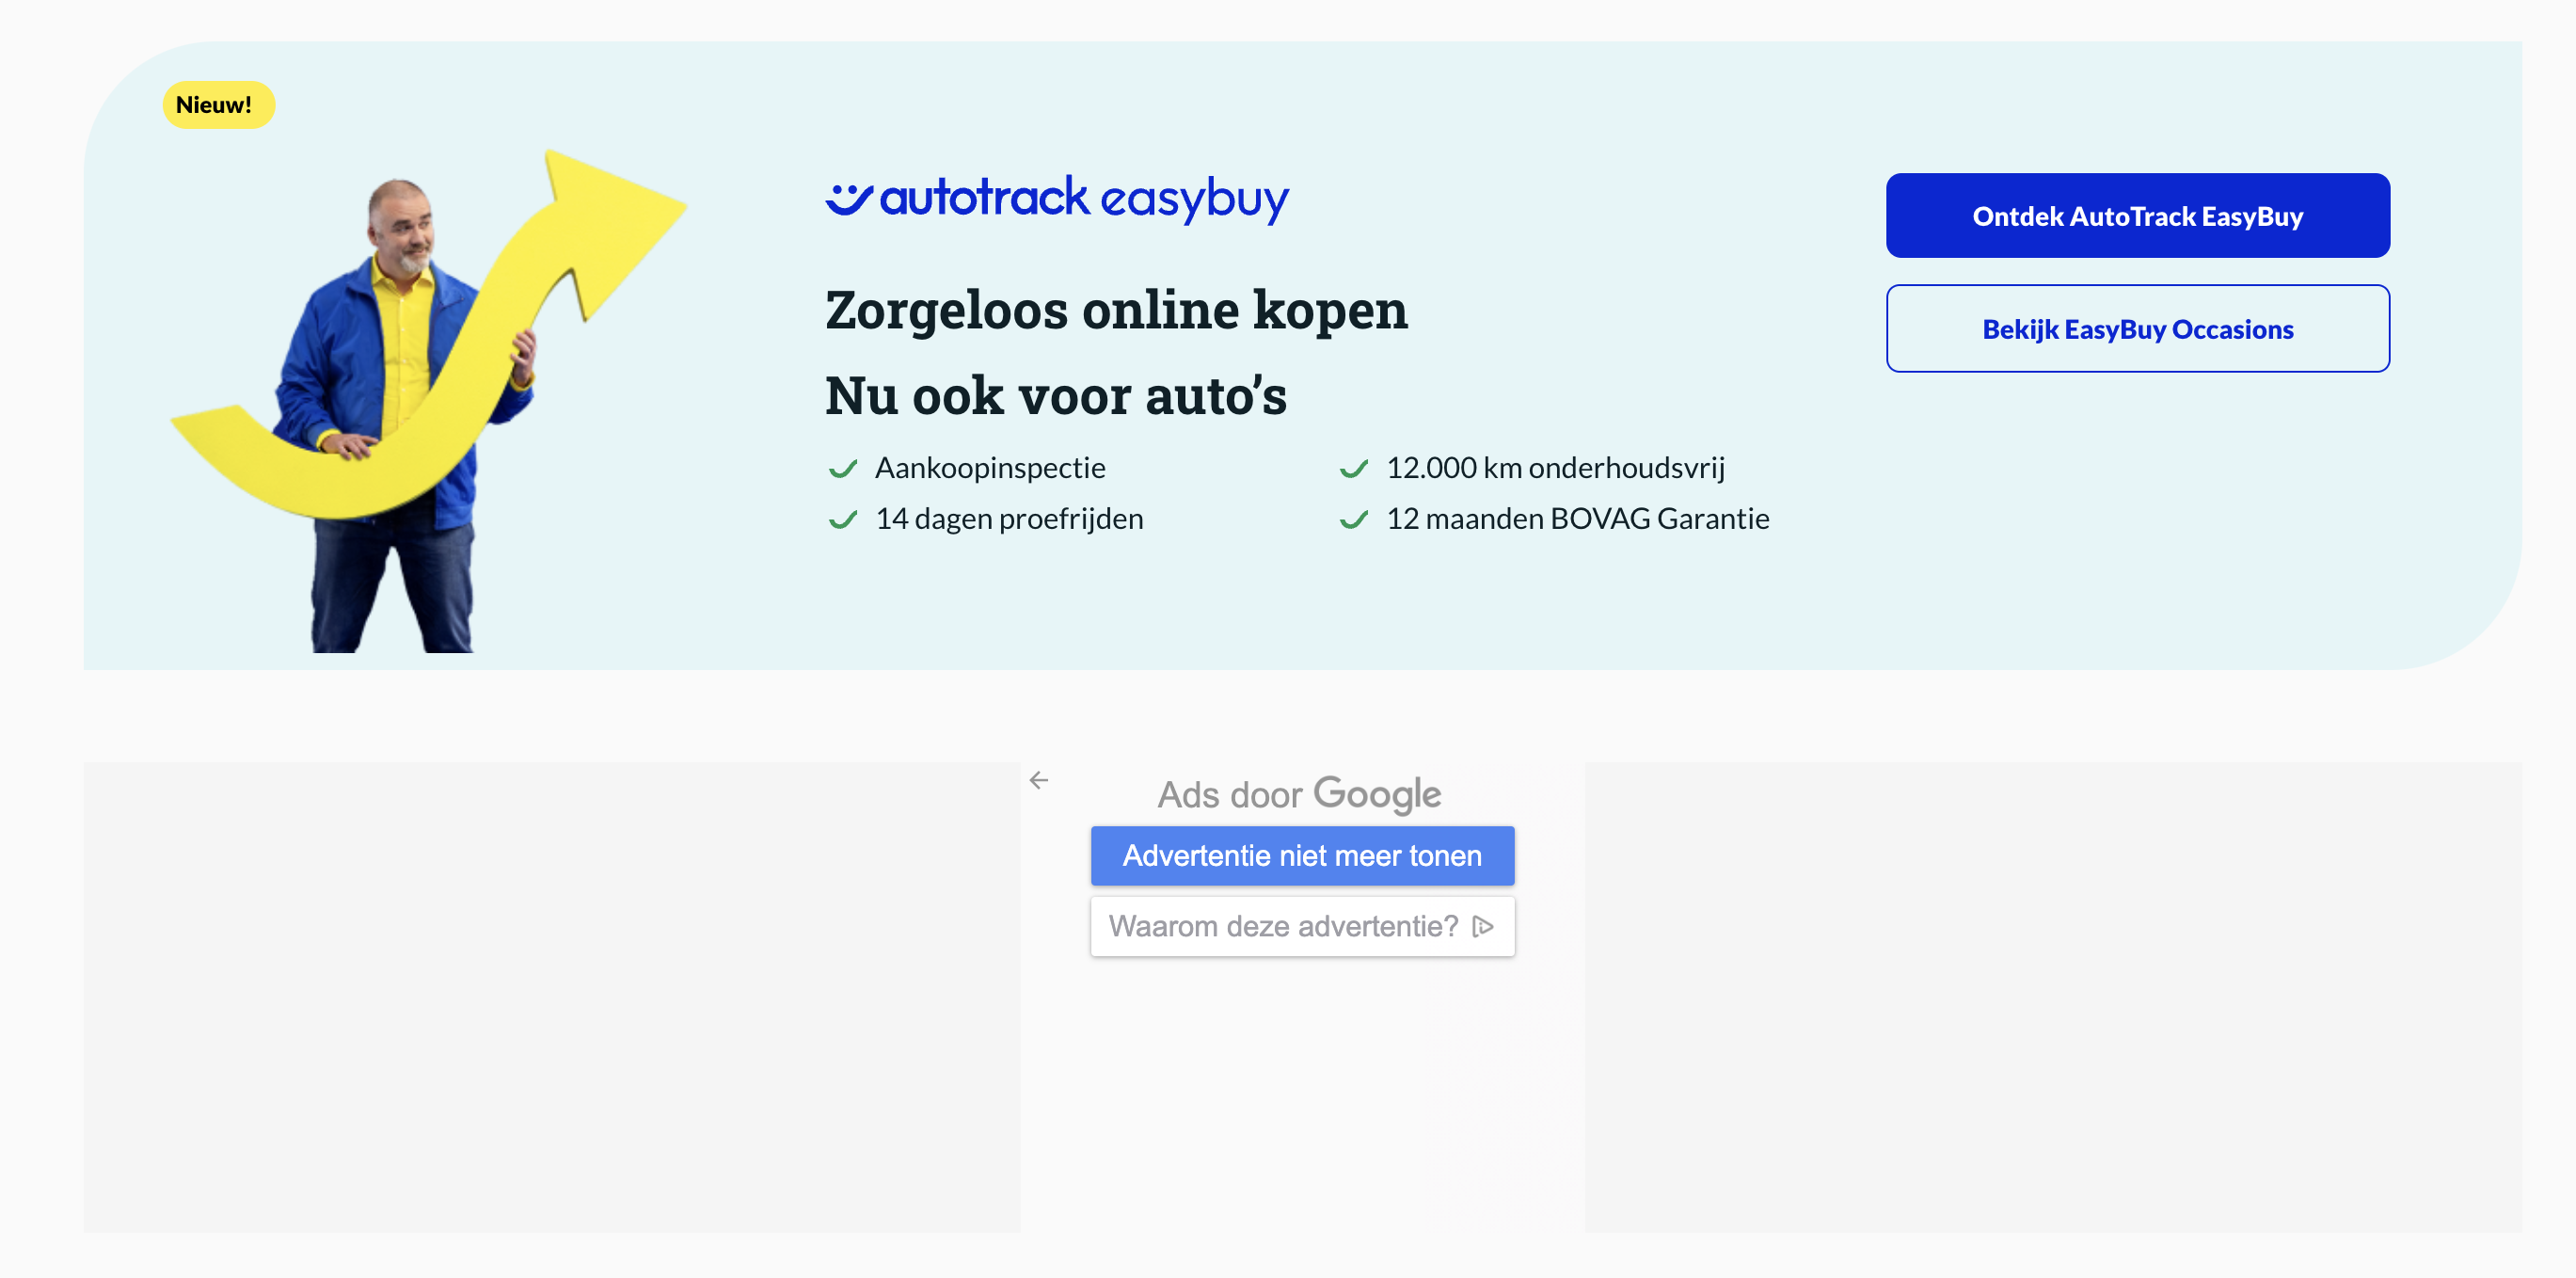 Nieuw!
autotrack easybuy
Zorgeloos online kopen
Nu ook voor auto’s
Aankoopinspectie
14 dagen proefrijden
12.000 km onderhoudsvrij
12 maanden BOVAG Garantie
Ontdek AutoTrack EasyBuy
Bekijk EasyBuy Occasions
Ads door Google
Advertentie niet meer tonen
Waarom deze advertentie?